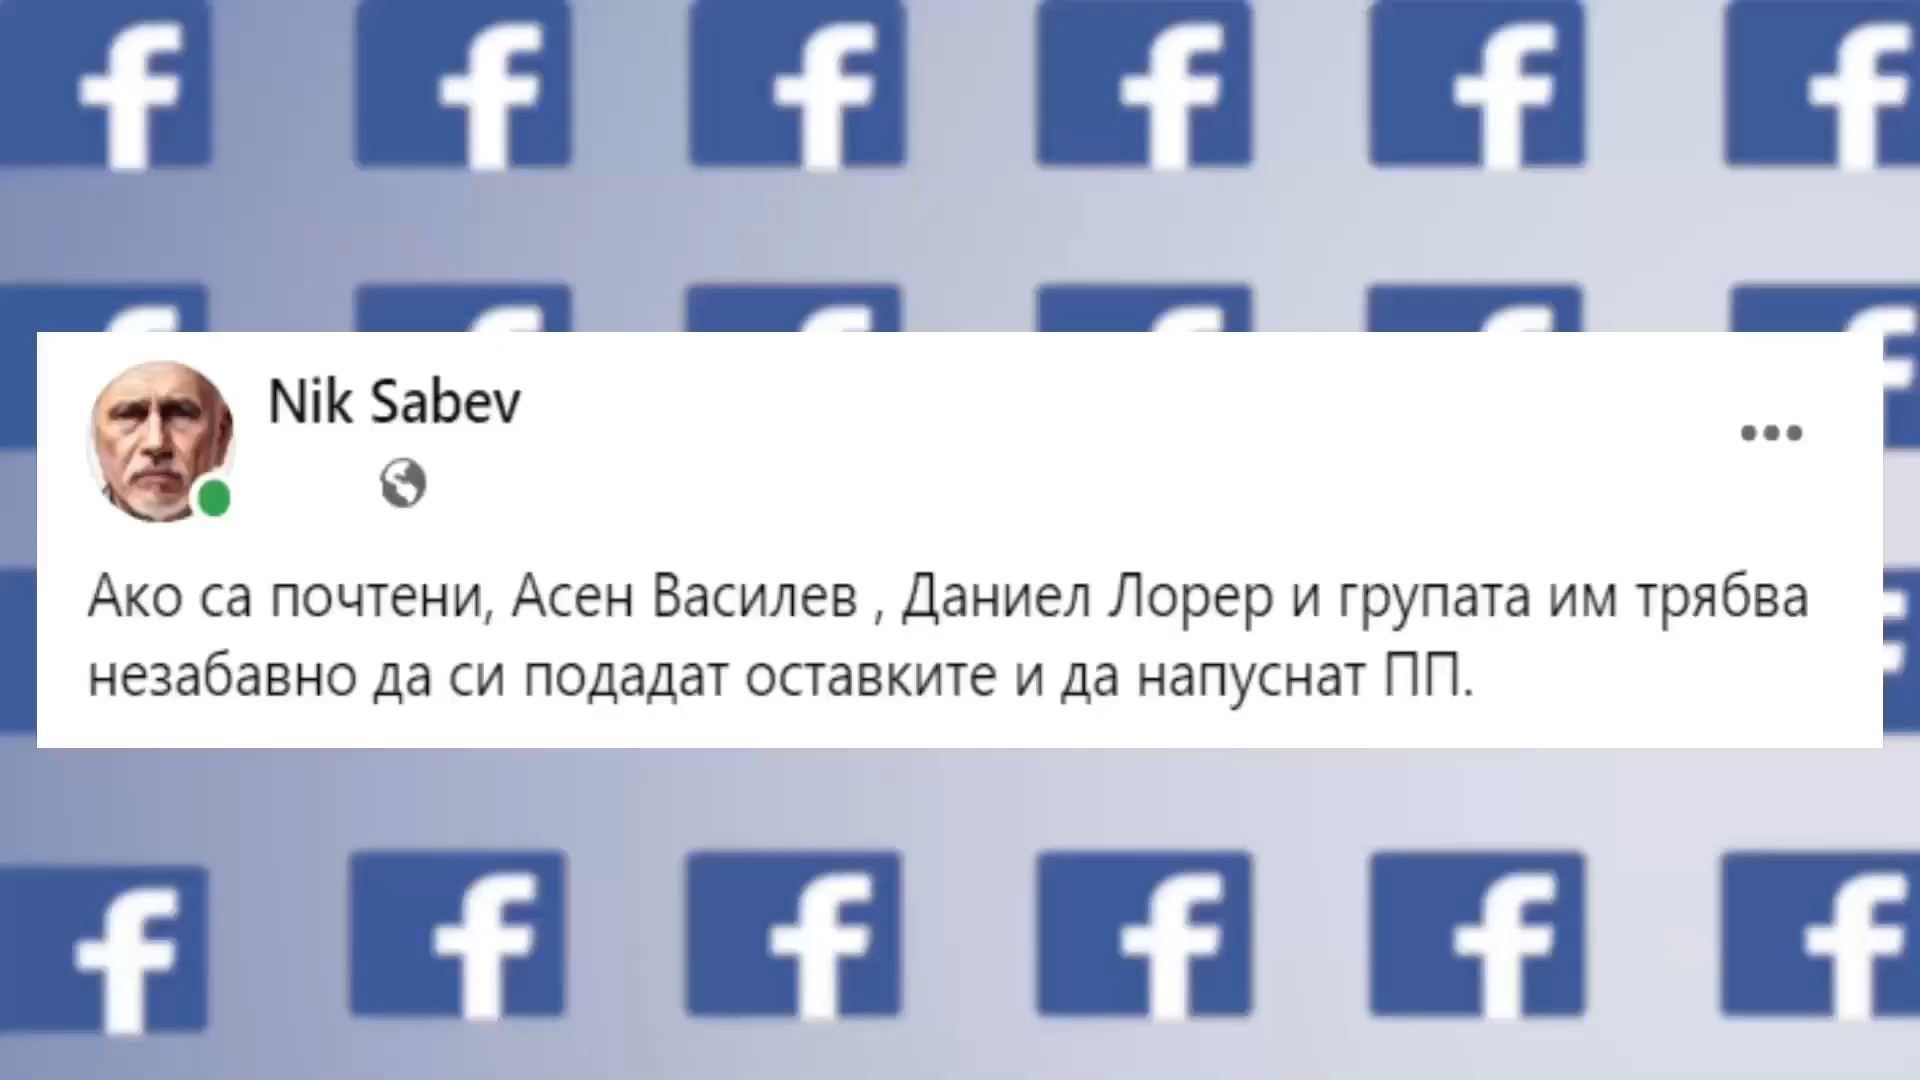 Nik Sabev
Ако са почтени, Асен Василев , Даниел Лорер и групата им трябва
незабавно да си подадат оставките и да напуснат ПП.